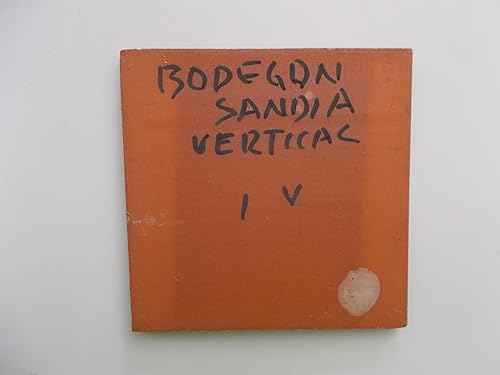 BODEGON
SANDIA
VERTICAL
I V